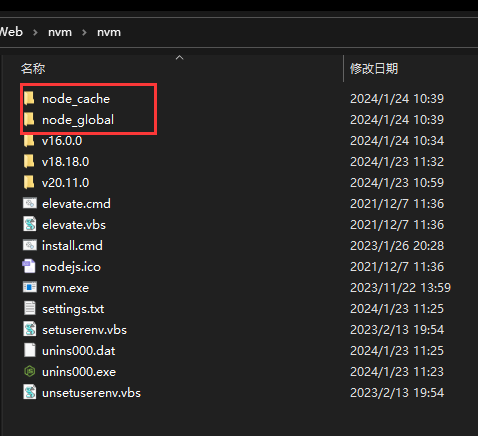 Web > nvm > nvm
名称 修改日期
node_cache 2024/1/24 10:39
node_global 2024/1/24 10:39
v16.0.0 2024/1/24 10:34
v18.18.0 2024/1/23 11:32
v20.11.0 2024/1/23 10:59
elevate.cmd 2021/12/7 11:36
elevate.vbs 2021/12/7 11:36
install.cmd 2023/1/26 20:28
nodejs.ico 2021/12/7 11:36
nvm.exe 2023/11/22 13:59
settings.txt 2024/1/23 11:25
setuserenv.vbs 2023/2/13 19:54
unins000.dat 2024/1/23 11:25
unins000.exe 2024/1/23 11:23
unsetuserenv.vbs 2023/2/13 19:54